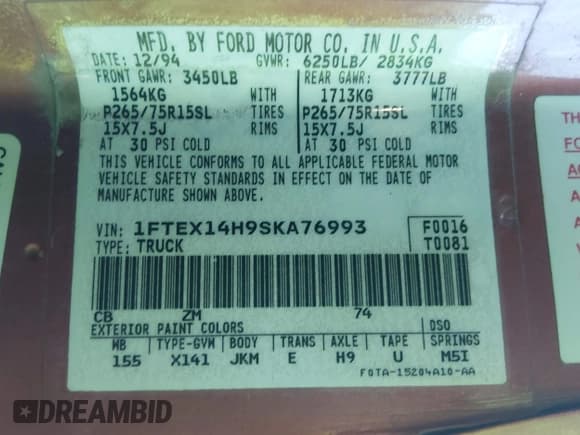 MFD. BY FORD MOTOR CO. IN U.S.A.
DATE: 12/94 GVWR: 6250LB/ 2834KG
FRONT GAWR: 3450LB REAR GAWR: 3777LB
1564KG WITH 1713KG WITH
P265/75R15SL TIRES P265/75R15SL TIRES
15X7.5J RIMS 15X7.5J RIMS
AT 30 PSI COLD AT 30 PSI COLD
THIS VEHICLE CONFORMS TO ALL APPLICABLE FEDERAL MOTOR
VEHICLE SAFETY STANDARDS IN EFFECT ON THE DATE OF
MANUFACTURE SHOWN ABOVE.
VIN: 1FTEX14H9SKA76993 F0016
TYPE: TRUCK T0081
CB ZM 74
EXTERIOR PAINT COLORS DSO
WB TYPE-GVM BODY TRANS AXLE TAPE SPRINGS
155 X141 JKM E H9 U M5I
F0TA-15204A10-AA
DREAMBID